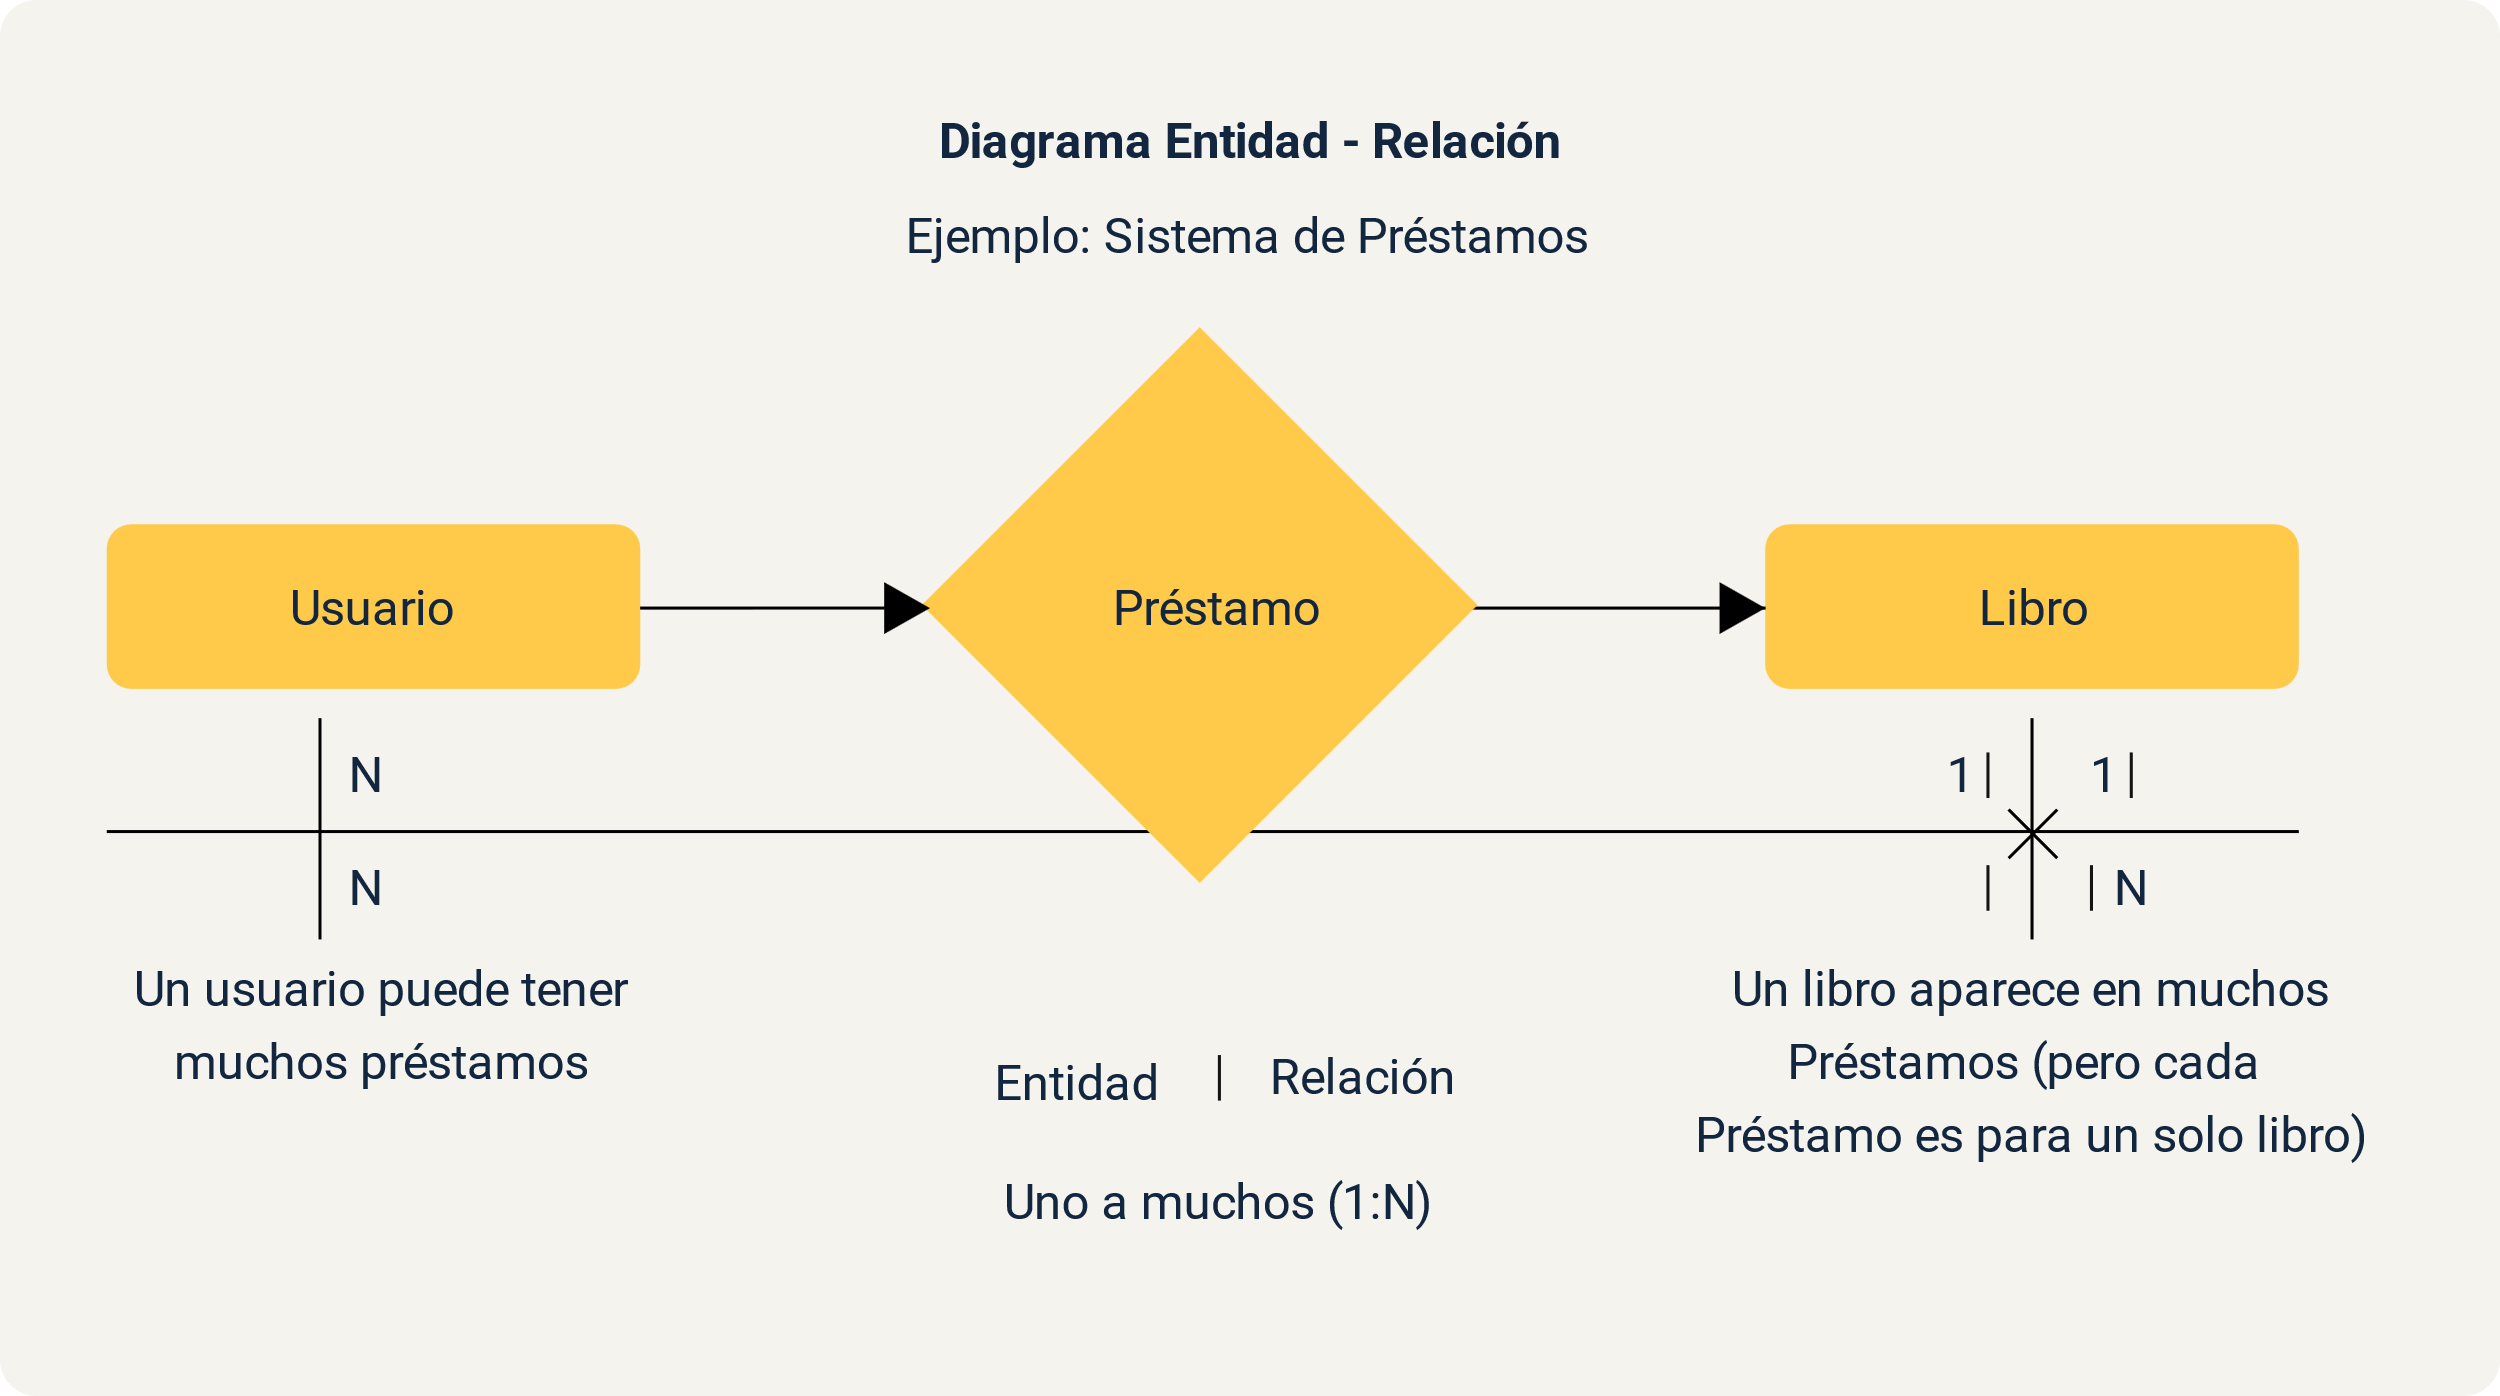 Diagrama Entidad - Relación
Ejemplo: Sistema de Préstamos
Usuario
Préstamo
Libro
N
1 | 1 |
N
| | N
Un usuario puede tener
muchos préstamos
Un libro aparece en muchos
Préstamos (pero cada
Préstamo es para un solo libro)
Entidad | Relación
Uno a muchos (1:N)